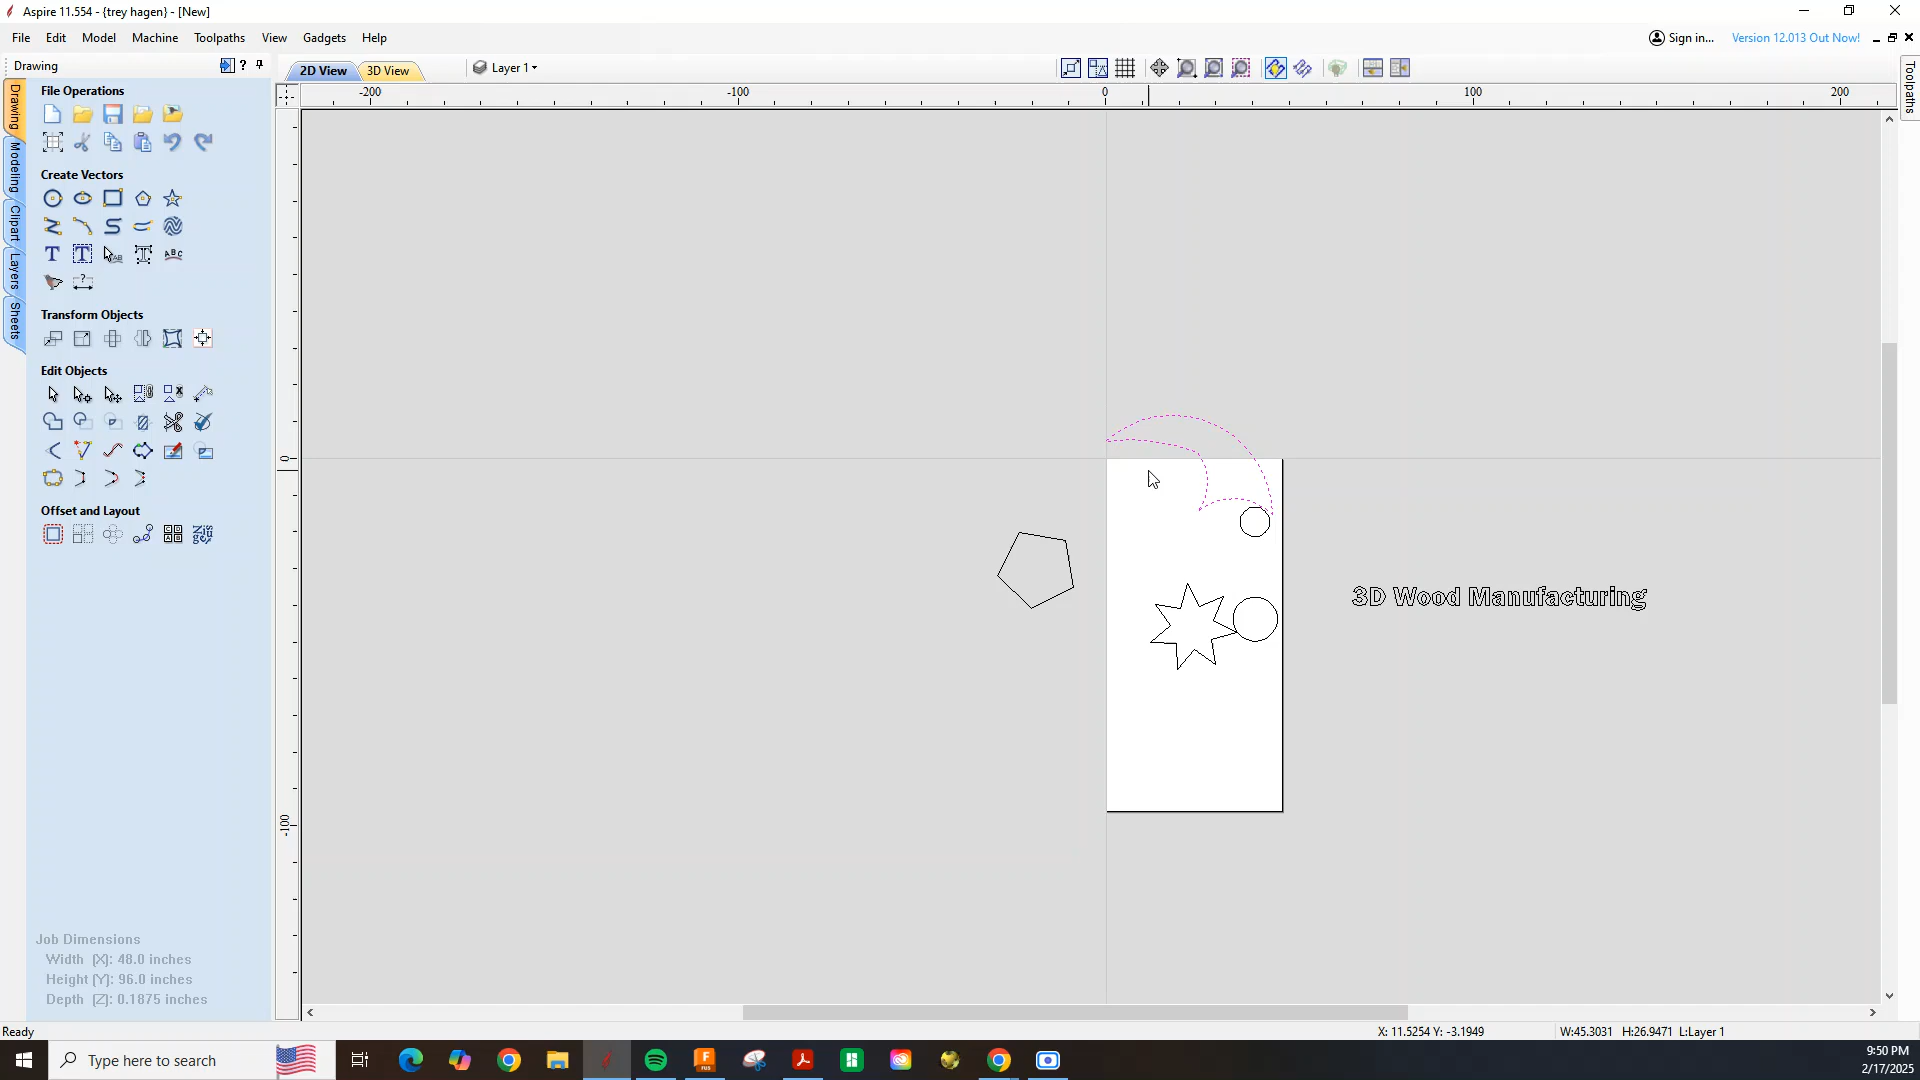 Aspire 11.554 - {trey hagen} - [New]
File Edit Model Machine Toolpaths View Gadgets Help
Sign in... Version 12.013 Out Now!
Drawing
2D View 3D View Layer 1
File Operations
-200 -100 0 100 200
Drawing
Modeling
Clipart
Layers
Sheets
Toolpaths
Create Vectors
Transform Objects
Edit Objects
Offset and Layout
0
-100
3D Wood Manufacturing
Job Dimensions
Width (X): 48.0 inches
Height (Y): 96.0 inches
Depth (Z): 0.1875 inches
Ready
X: 11.5254 Y: -3.1949
W:45.3031 H:26.9471 L:Layer 1
Type here to search
9:50 PM
2/17/2025